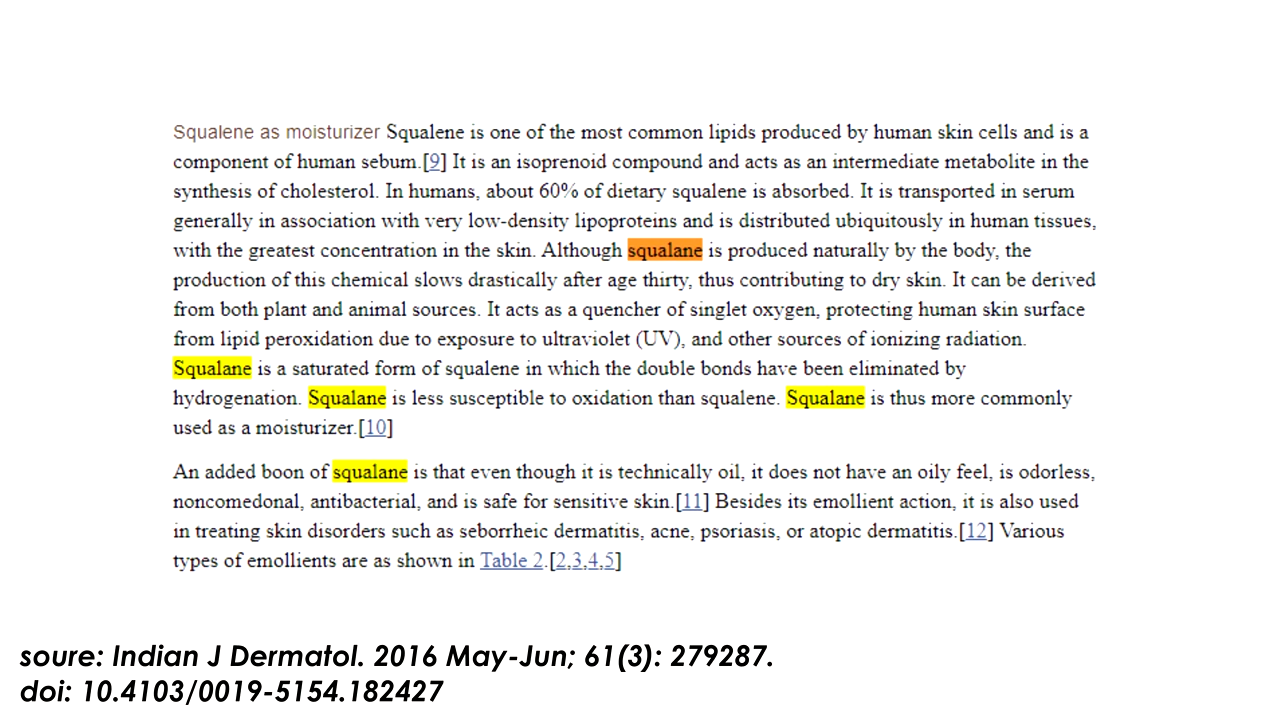 Squalene as moisturizer Squalene is one of the most common lipids produced by human skin cells and is a
component of human sebum.[9] It is an isoprenoid compound and acts as an intermediate metabolite in the
synthesis of cholesterol. In humans, about 60% of dietary squalene is absorbed. It is transported in serum
generally in association with very low-density lipoproteins and is distributed ubiquitously in human tissues,
with the greatest concentration in the skin. Although squalane is produced naturally by the body, the
production of this chemical slows drastically after age thirty, thus contributing to dry skin. It can be derived
from both plant and animal sources. It acts as a quencher of singlet oxygen, protecting human skin surface
from lipid peroxidation due to exposure to ultraviolet (UV), and other sources of ionizing radiation.
Squalane is a saturated form of squalene in which the double bonds have been eliminated by
hydrogenation. Squalane is less susceptible to oxidation than squalene. Squalane is thus more commonly
used as a moisturizer.[10]
An added boon of squalane is that even though it is technically oil, it does not have an oily feel, is odorless,
noncomedonal, antibacterial, and is safe for sensitive skin.[11] Besides its emollient action, it is also used
in treating skin disorders such as seborrheic dermatitis, acne, psoriasis, or atopic dermatitis.[12] Various
types of emollients are as shown in Table 2.[2,3,4,5]
soure: Indian J Dermatol. 2016 May-Jun; 61(3): 279287.
doi: 10.4103/0019-5154.182427